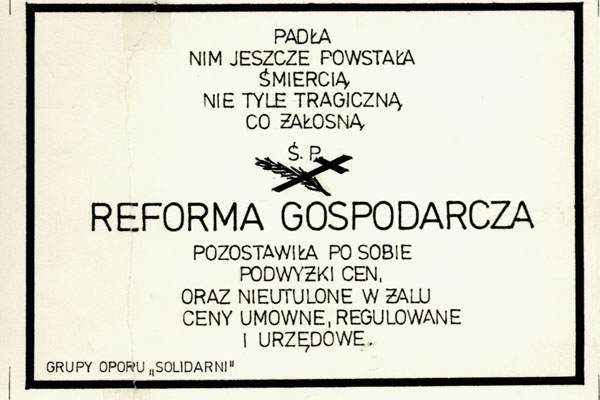 PADŁA
NIM JESZCZE POWSTAŁA
ŚMIERCIĄ
NIE TYLE TRAGICZNĄ
CO ŻAŁOSNĄ
Ś. P.
REFORMA GOSPODARCZA
POZOSTAWIŁA PO SOBIE
PODWYŻKI CEN,
ORAZ NIEUTULONE W ŻALU
CENY UMOWNE, REGULOWANE
I URZĘDOWE.
GRUPY OPORU „SOLIDARNI"